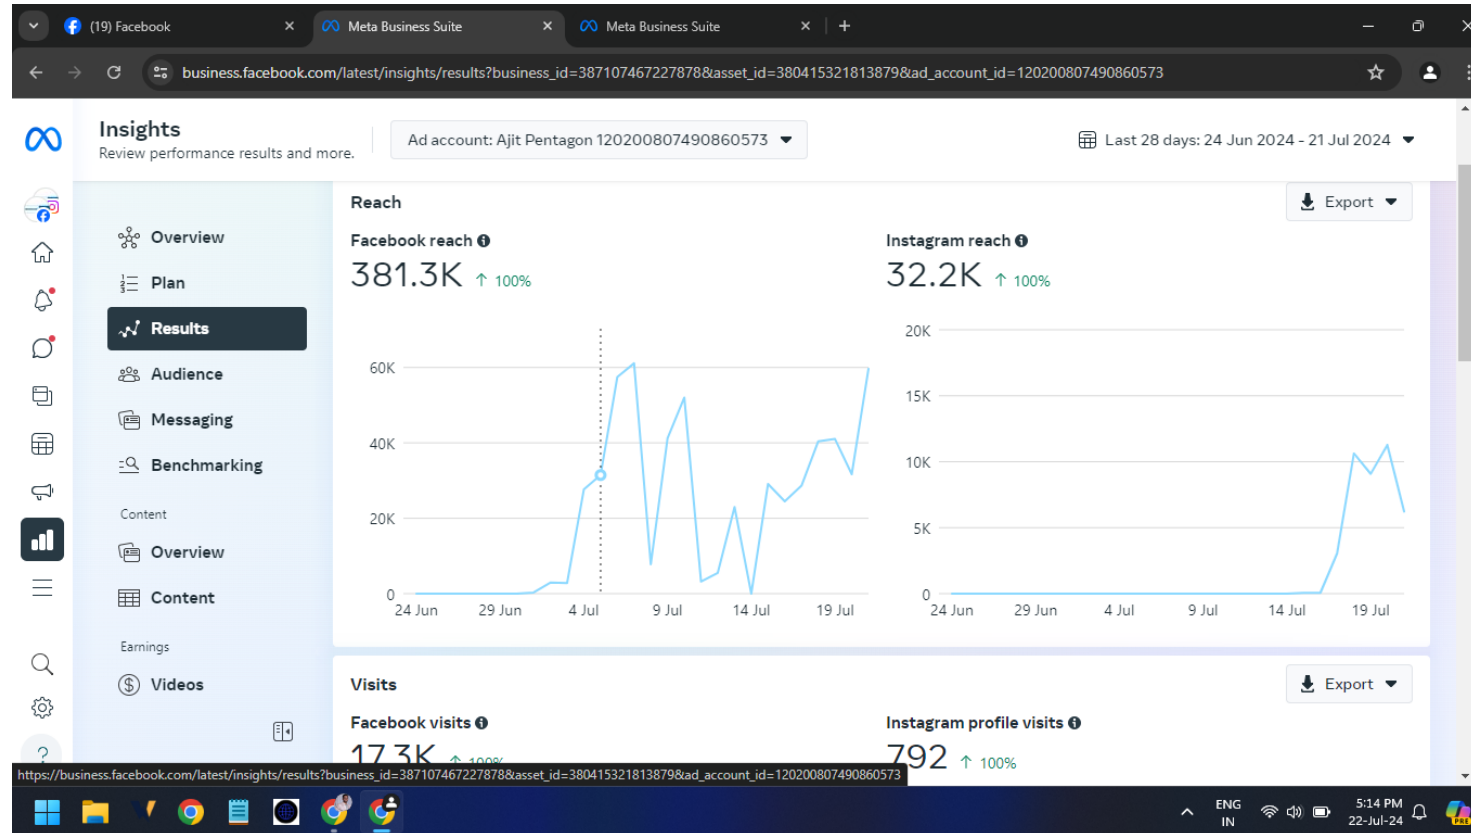 (19) Facebook
Meta Business Suite
Meta Business Suite
business.facebook.com/latest/insights/results?business_id=387107467227878&asset_id=380415321813879&ad_account_id=120200807490860573
Insights
Review performance results and more.
Ad account: Ajit Pentagon 120200807490860573
Last 28 days: 24 Jun 2024 - 21 Jul 2024
Overview
Plan
Results
Audience
Messaging
Benchmarking
Content
Overview
Content
Earnings
Videos
Reach
Export
Facebook reach
381.3K ↑ 100%
60K
40K
20K
0
24 Jun 29 Jun 4 Jul 9 Jul 14 Jul 19 Jul
Instagram reach
32.2K ↑ 100%
20K
15K
10K
5K
0
24 Jun 29 Jun 4 Jul 9 Jul 14 Jul 19 Jul
Visits
Export
Facebook visits
17.3K ↑ 100%
Instagram profile visits
792 ↑ 100%
https://business.facebook.com/latest/insights/results?business_id=387107467227878&asset_id=380415321813879&ad_account_id=120200807490860573
ENG
IN
5:14 PM
22-Jul-24
PRE